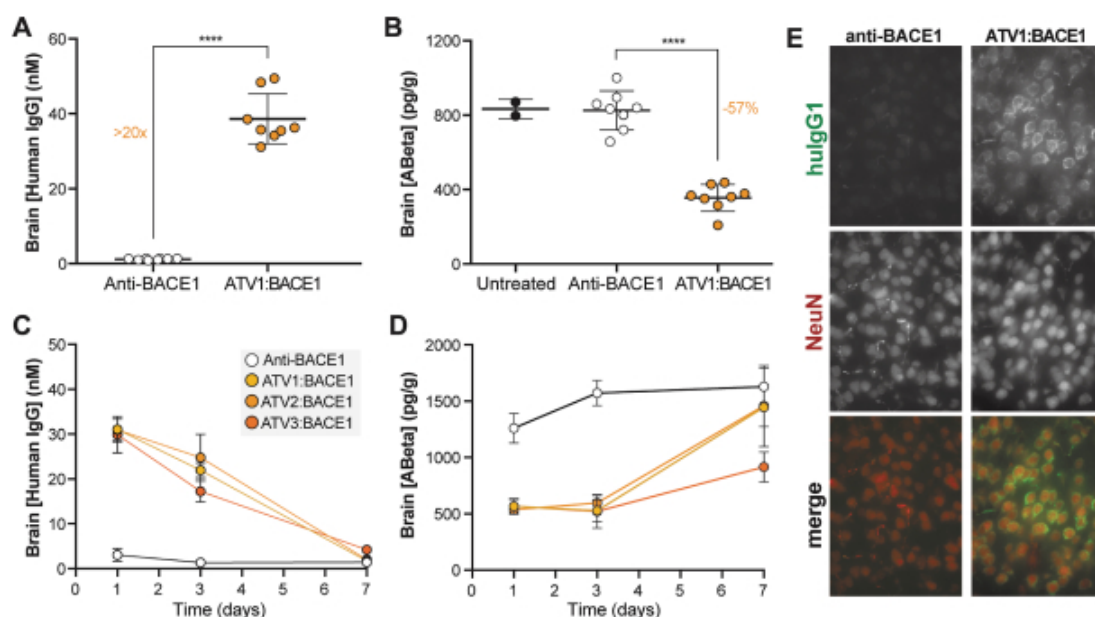 A
Brain [Human IgG] (nM)
60
40
20
0
>20x
****
Anti-BACE1
ATV1:BACE1
B
Brain [ABeta] (pg/g)
1200
800
400
0
****
-57%
Untreated
Anti-BACE1
ATV1:BACE1
C
Brain [Human IgG] (nM)
50
40
30
20
10
0
Anti-BACE1
ATV1:BACE1
ATV2:BACE1
ATV3:BACE1
0 1 2 3 4 5 6 7
Time (days)
D
Brain [ABeta] (pg/g)
2000
1500
1000
500
0
0 1 2 3 4 5 6 7
Time (days)
E
anti-BACE1
ATV1:BACE1
huIgG1
NeuN
merge